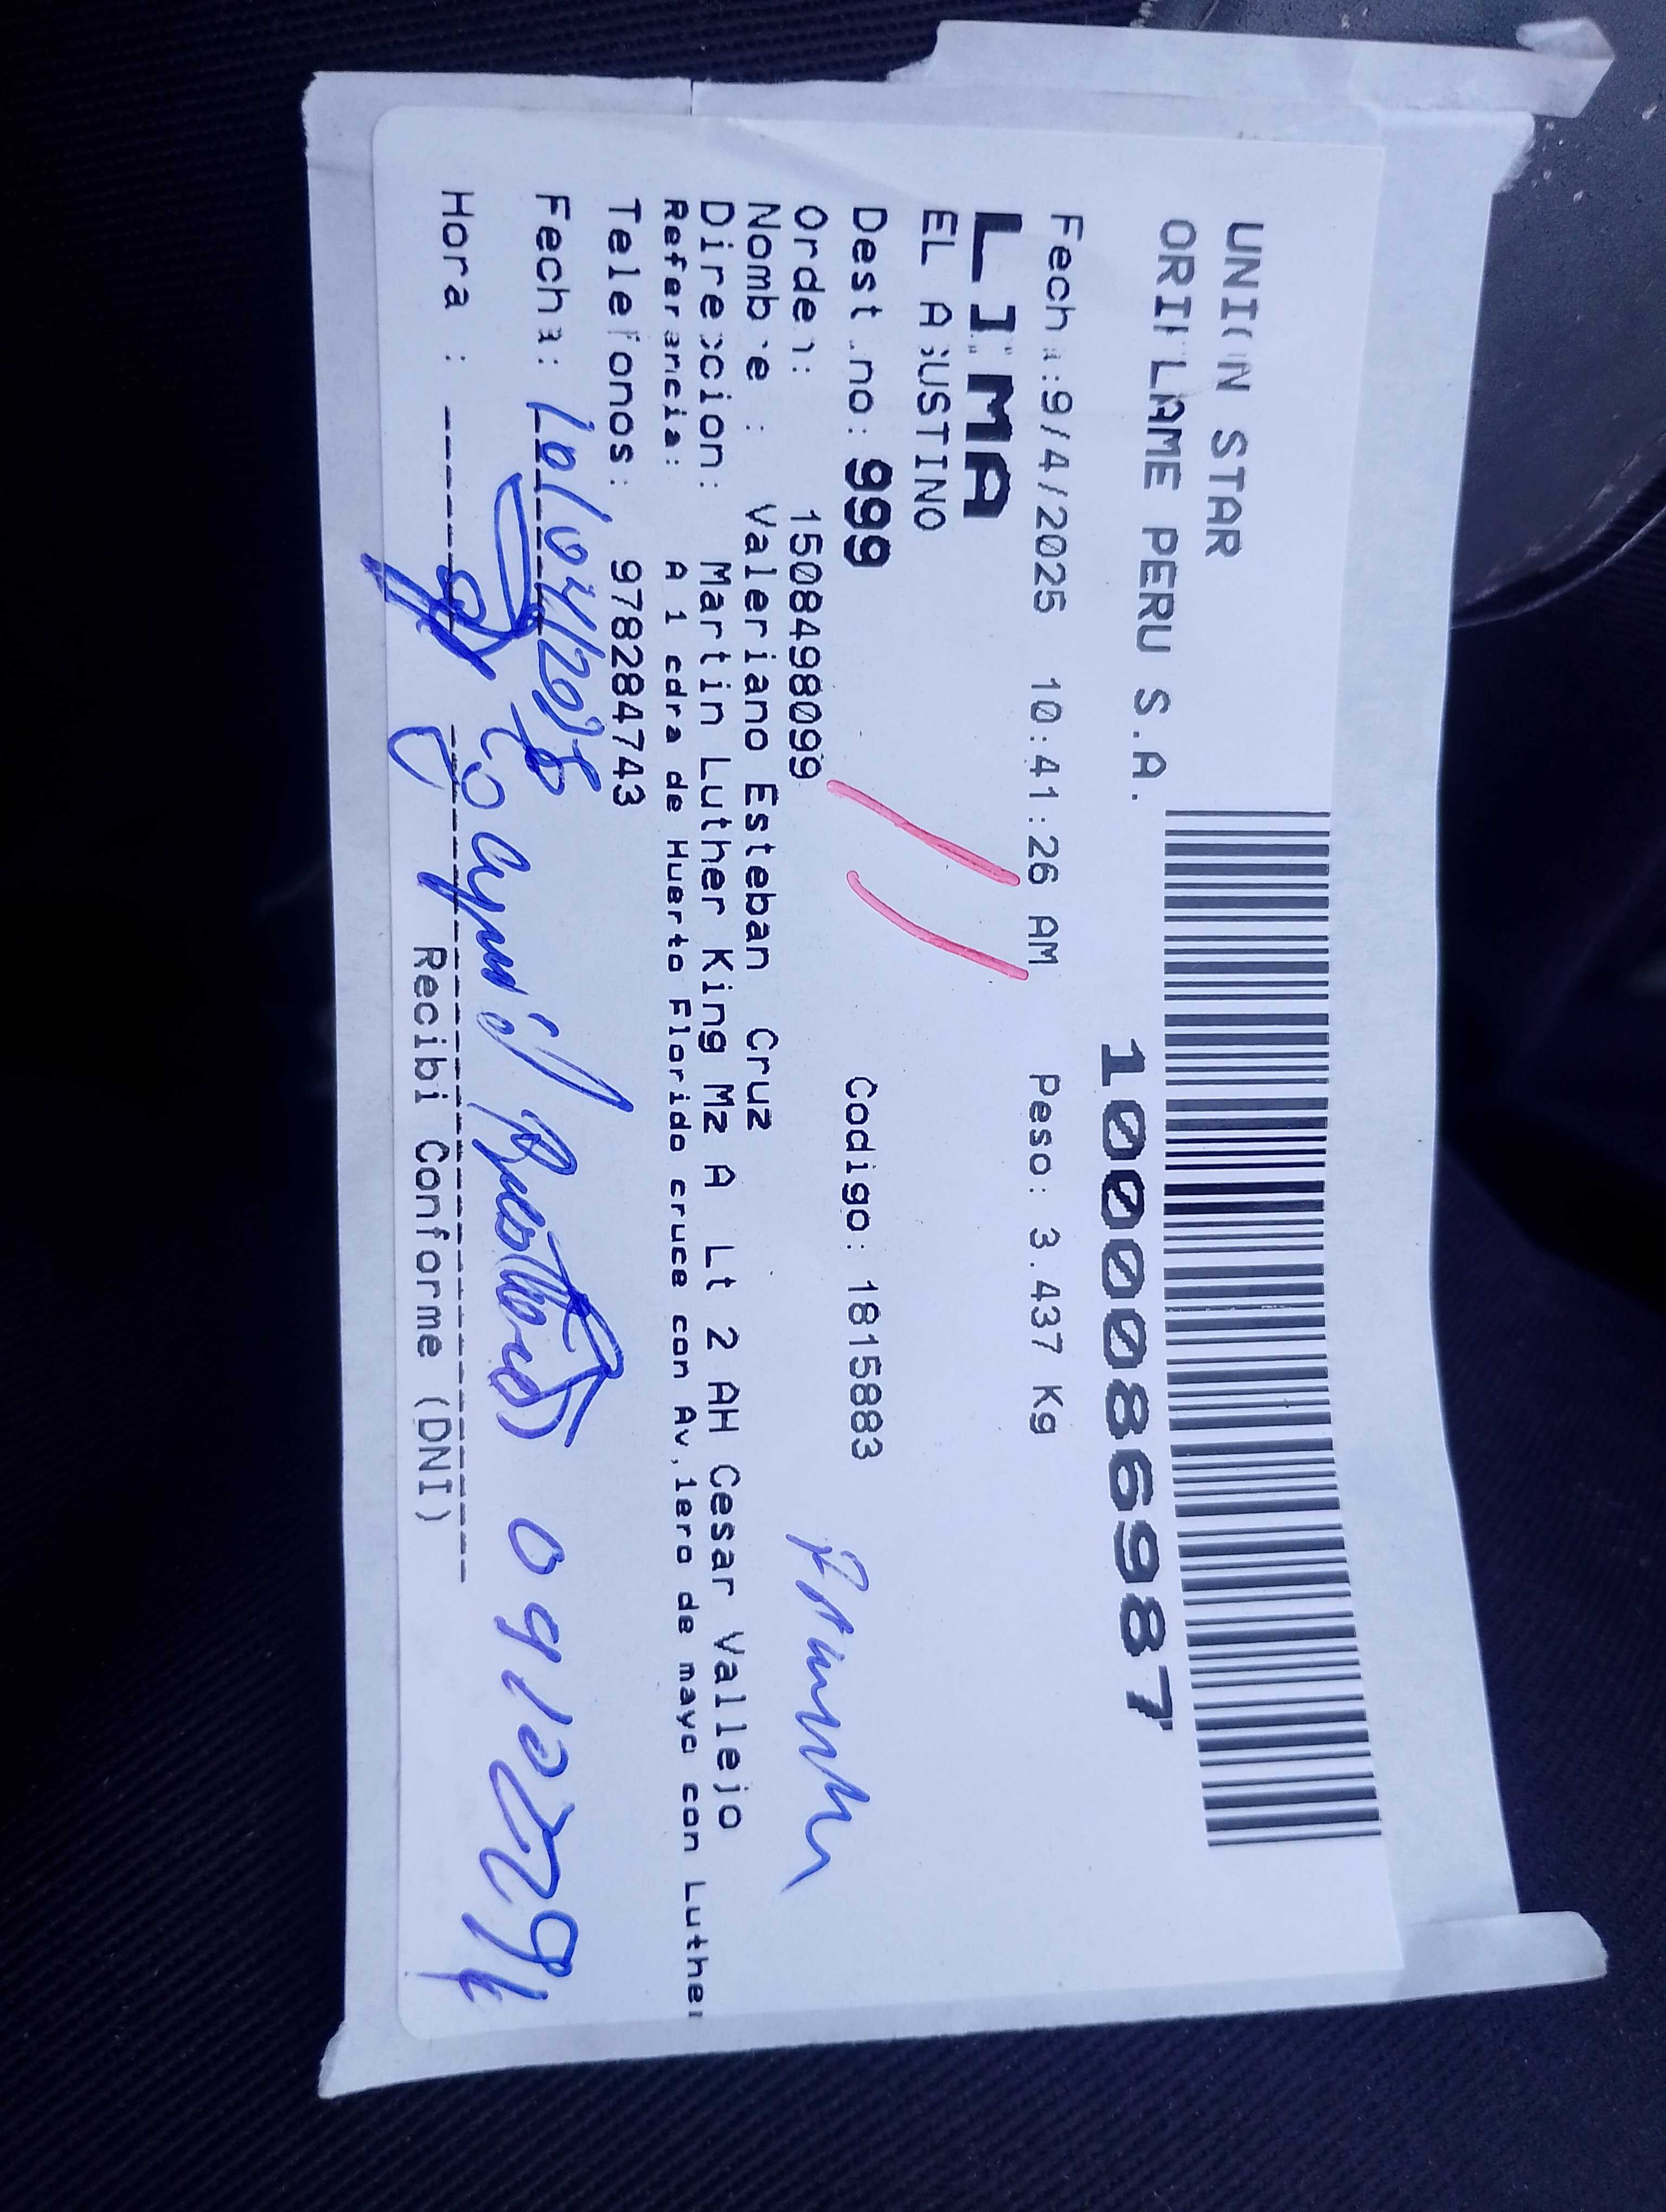 UNION STAR
ORIFLAME PERU S.A.
10000086987
Fecha:9/4/2025 10:41:26 AM Peso: 3.437 Kg
LIMA
EL AGUSTINO
Destino: 999 Codigo: 1815883
Orden: 1508498099
Nombre : Valeriano Esteban Cruz
Direccion: Martin Luther King Mz A Lt 2 AH Cesar Vallejo
Referencia: A 1 cdra de Huerto Florido cruce con Av,1ero de mayo con Luther
Telefonos: 978284743
Fecha: 10/04/2025
Hora :
Recibi Conforme (DNI)